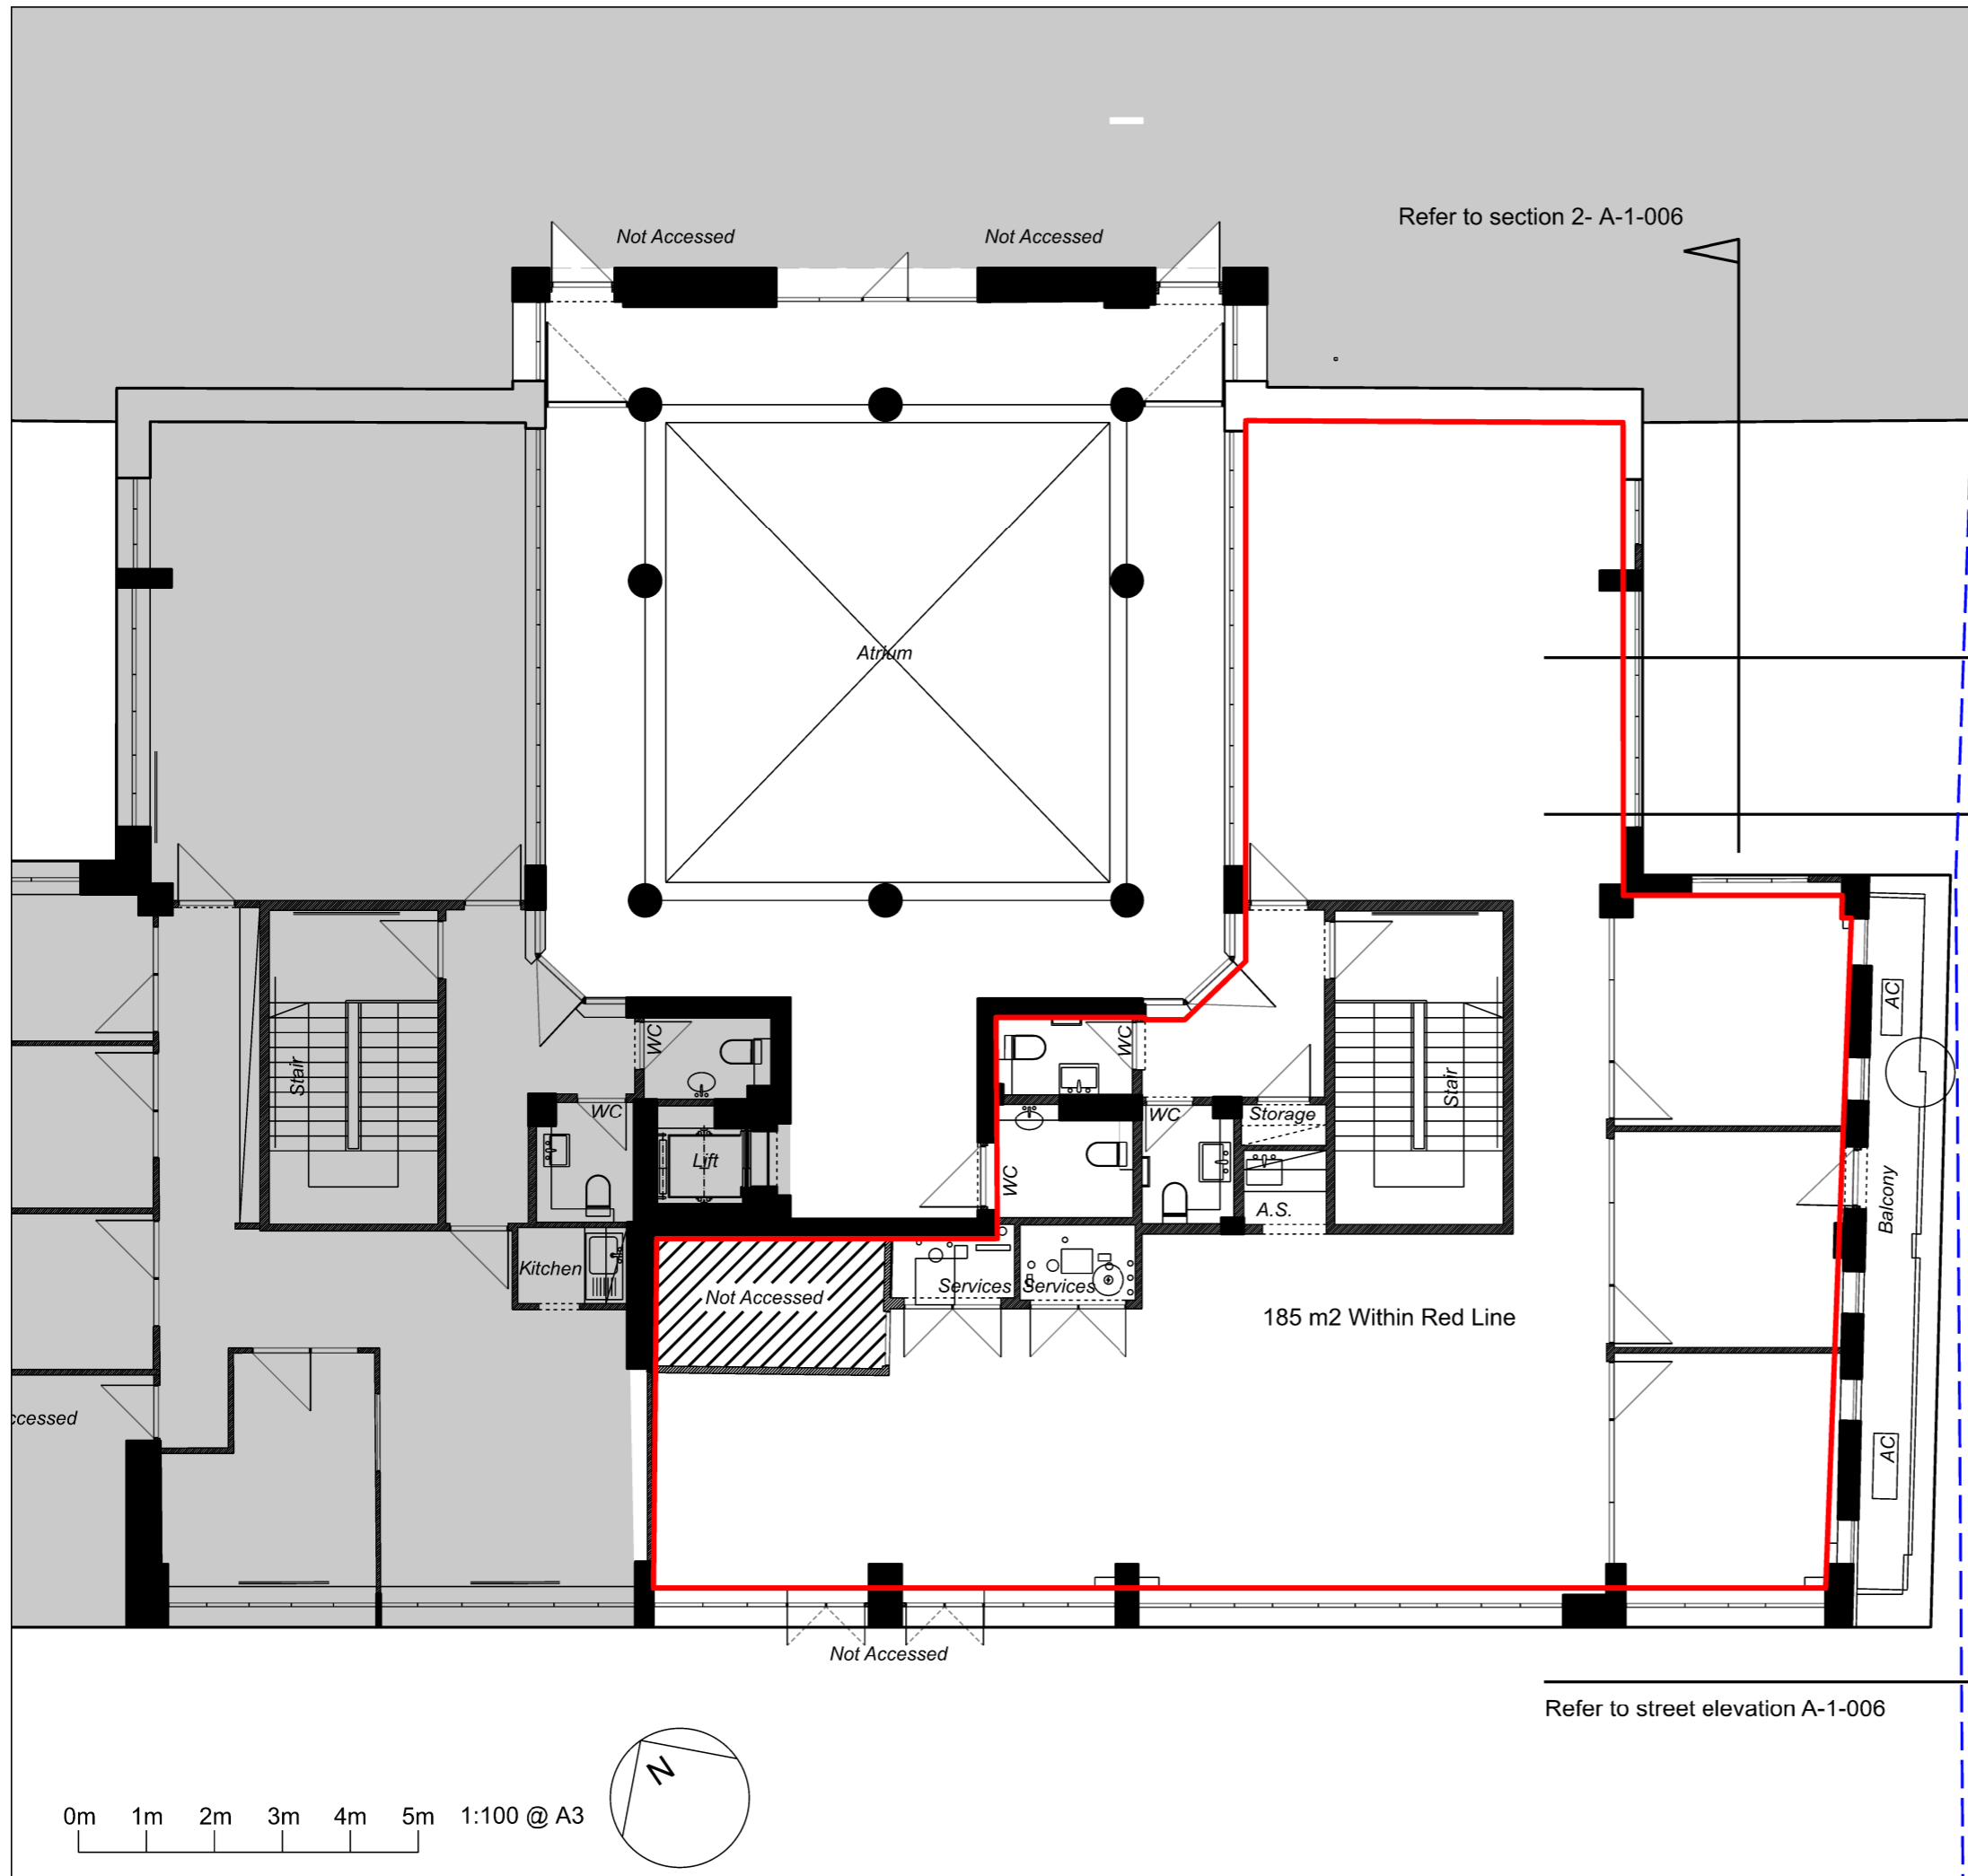 Refer to section 2- A-1-006
Not Accessed
Not Accessed
Atrium
Stair
WC
WC
Lift
Kitchen
WC
WC
WC
Storage
A.S.
Stair
AC
Balcony
AC
Not Accessed
Services
Services
185 m2 Within Red Line
ccessed
Not Accessed
Refer to street elevation A-1-006
N
0m 1m 2m 3m 4m 5m 1:100 @ A3